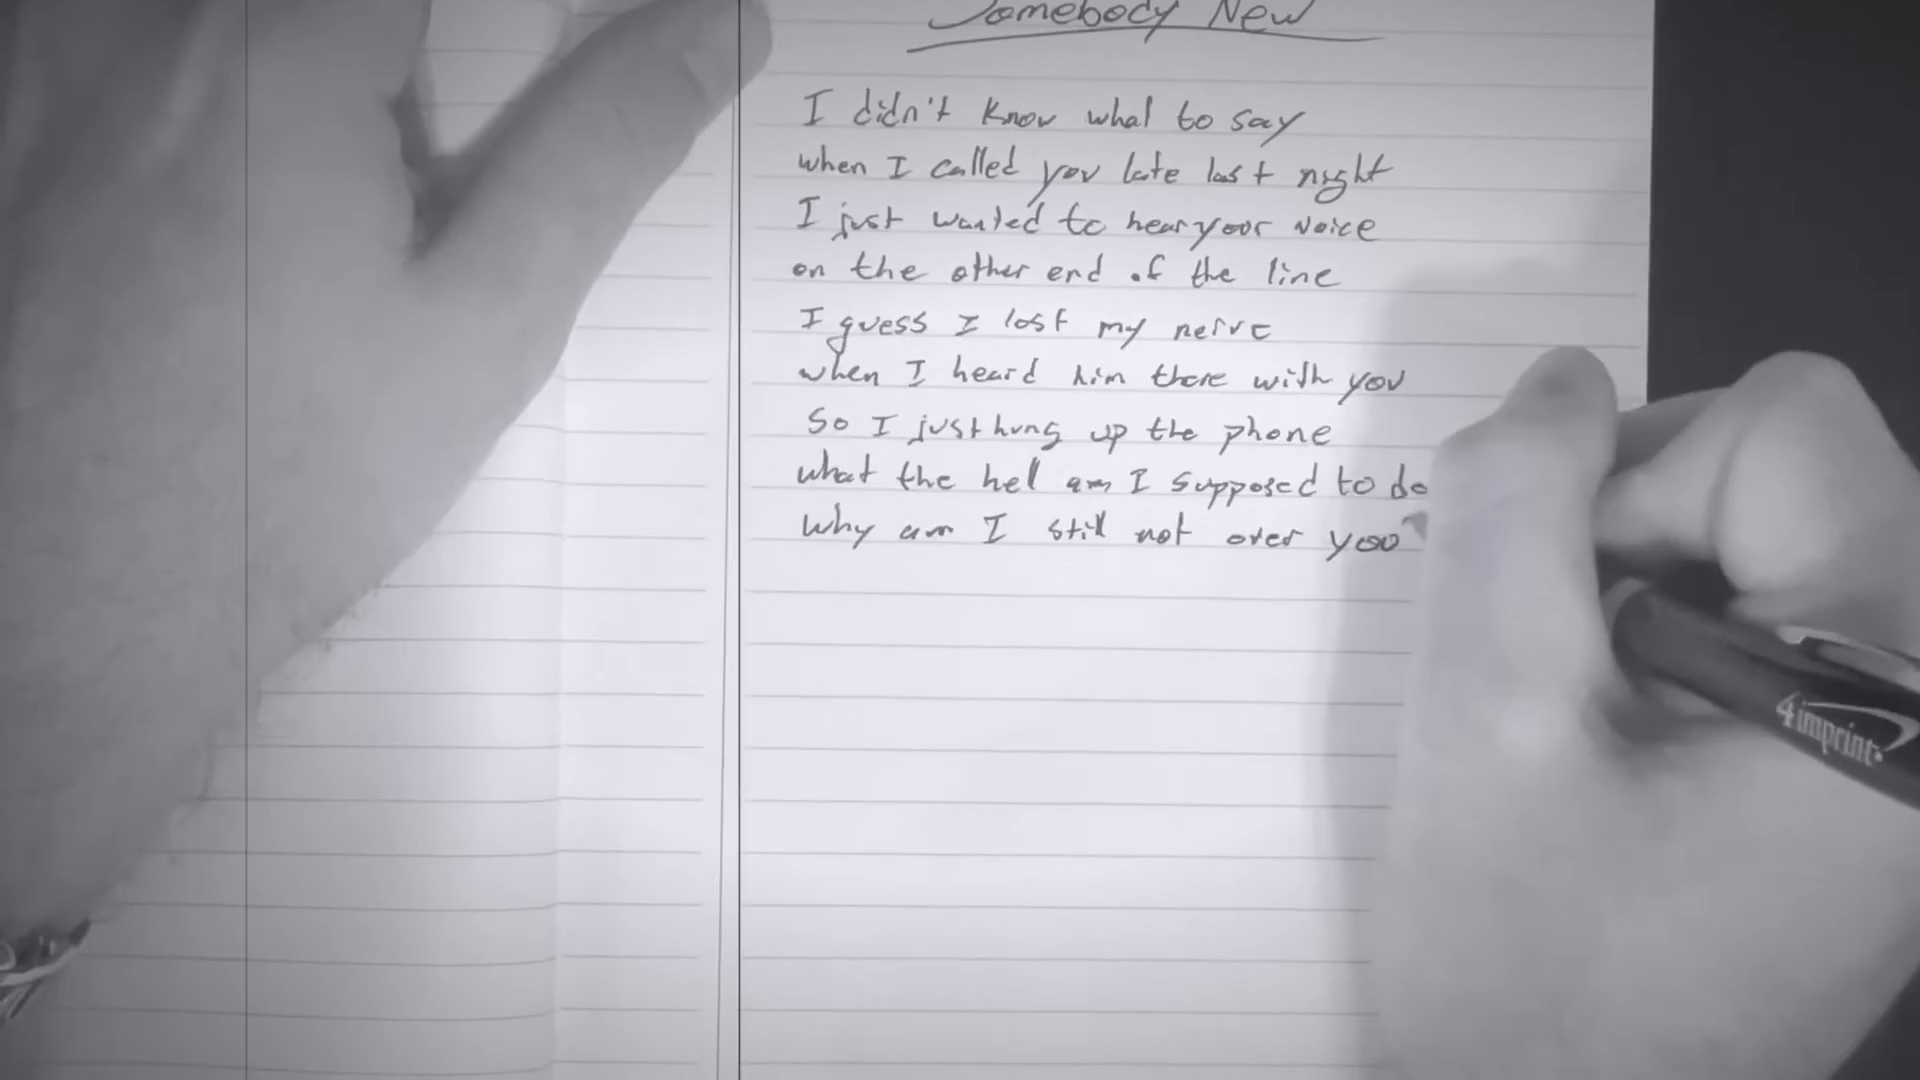 Somebody New
I didn't know what to say
when I called you late last night
I just wanted to hear your voice
on the other end of the line
I guess I lost my nerve
when I heard him there with you
So I just hung up the phone
what the hell am I supposed to do
Why am I still not over you
4imprint